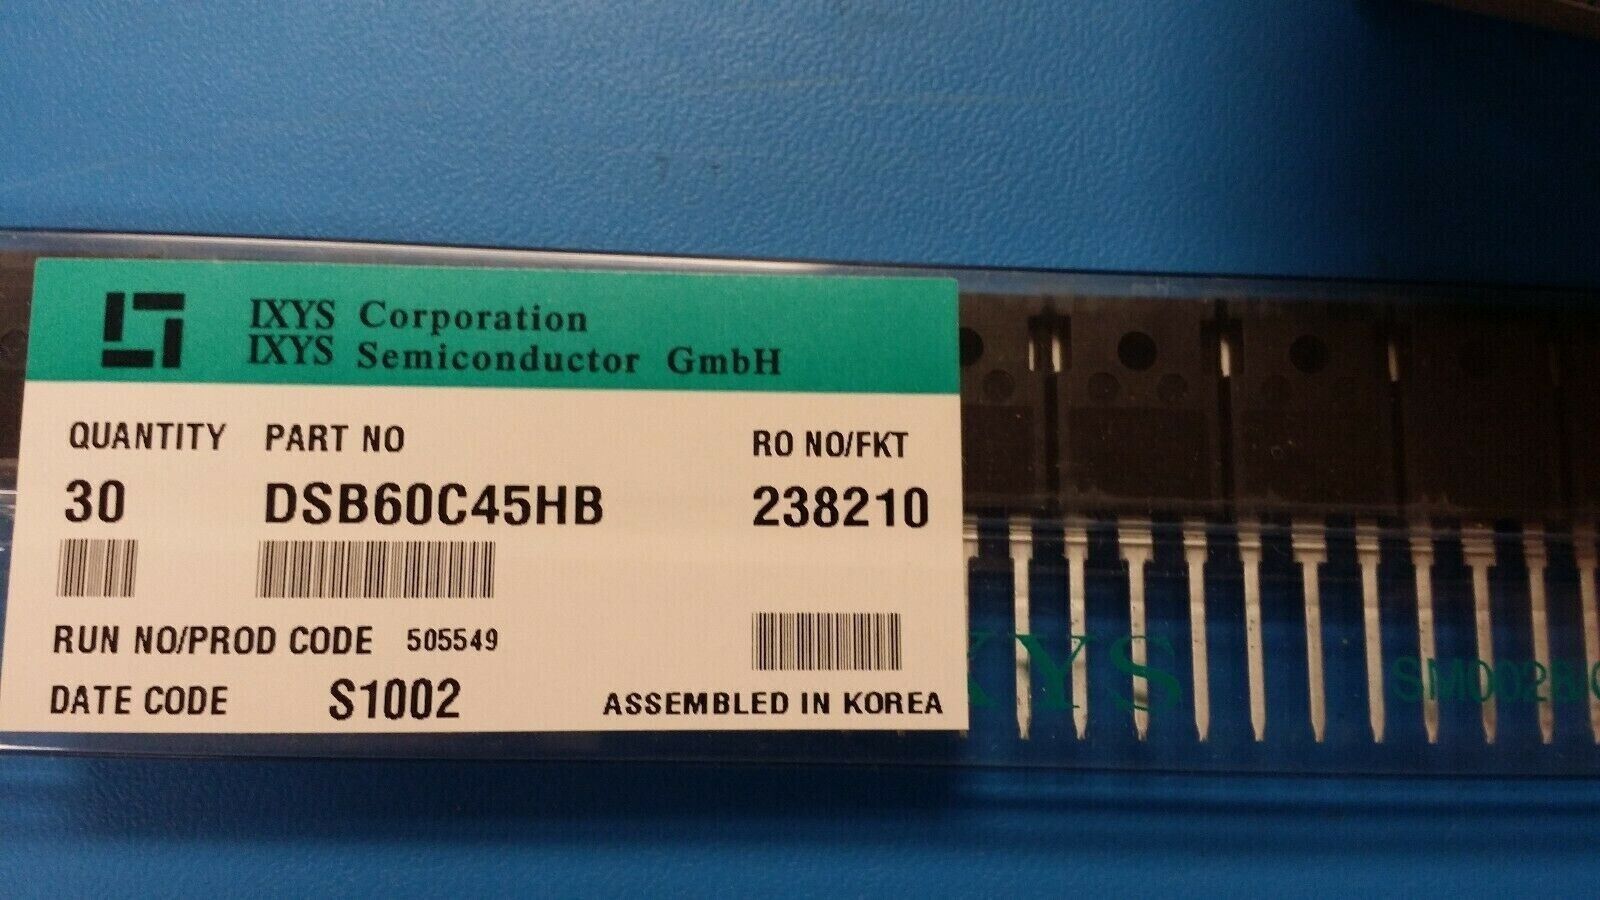 IXYS Corporation
IXYS Semiconductor GmbH
QUANTITY PART NO RO NO/FKT
30 DSB60C45HB 238210
RUN NO/PROD CODE 505549
DATE CODE S1002 ASSEMBLED IN KOREA
XYS